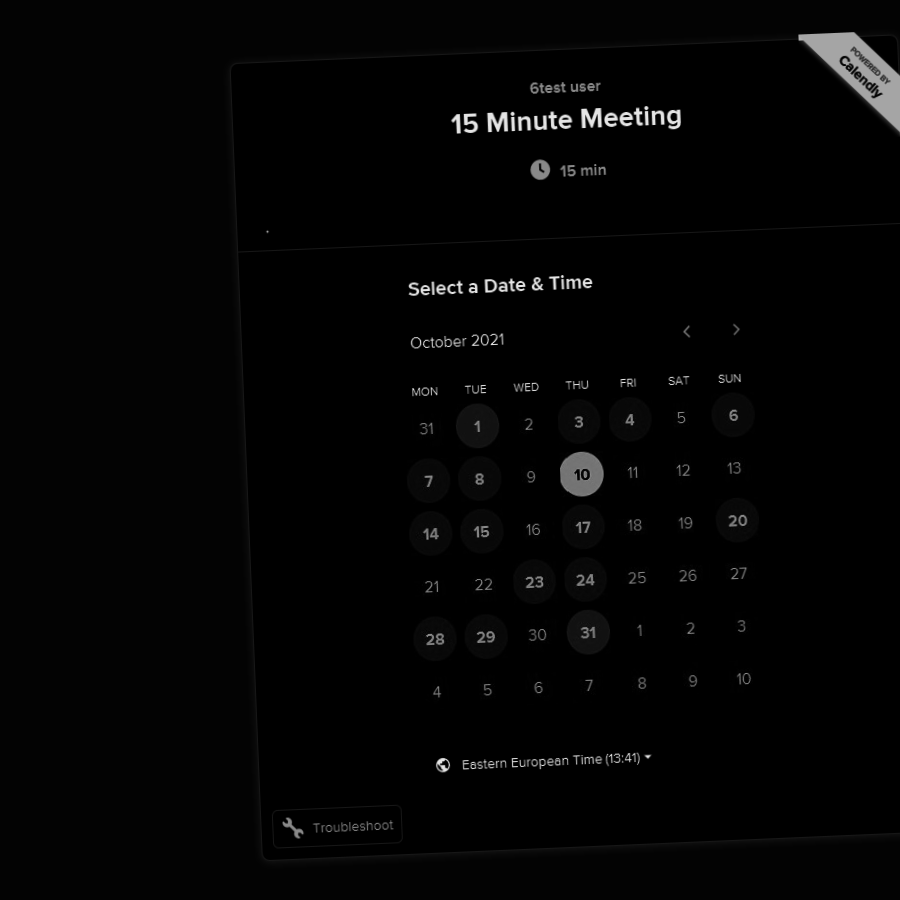 POWERED BY
Calendly
6test user
15 Minute Meeting
15 min
Select a Date & Time
October 2021
MON TUE WED THU FRI SAT SUN
31 1 2 3 4 5 6
7 8 9 10 11 12 13
14 15 16 17 18 19 20
21 22 23 24 25 26 27
28 29 30 31 1 2 3
4 5 6 7 8 9 10
Eastern European Time (13:41)
Troubleshoot